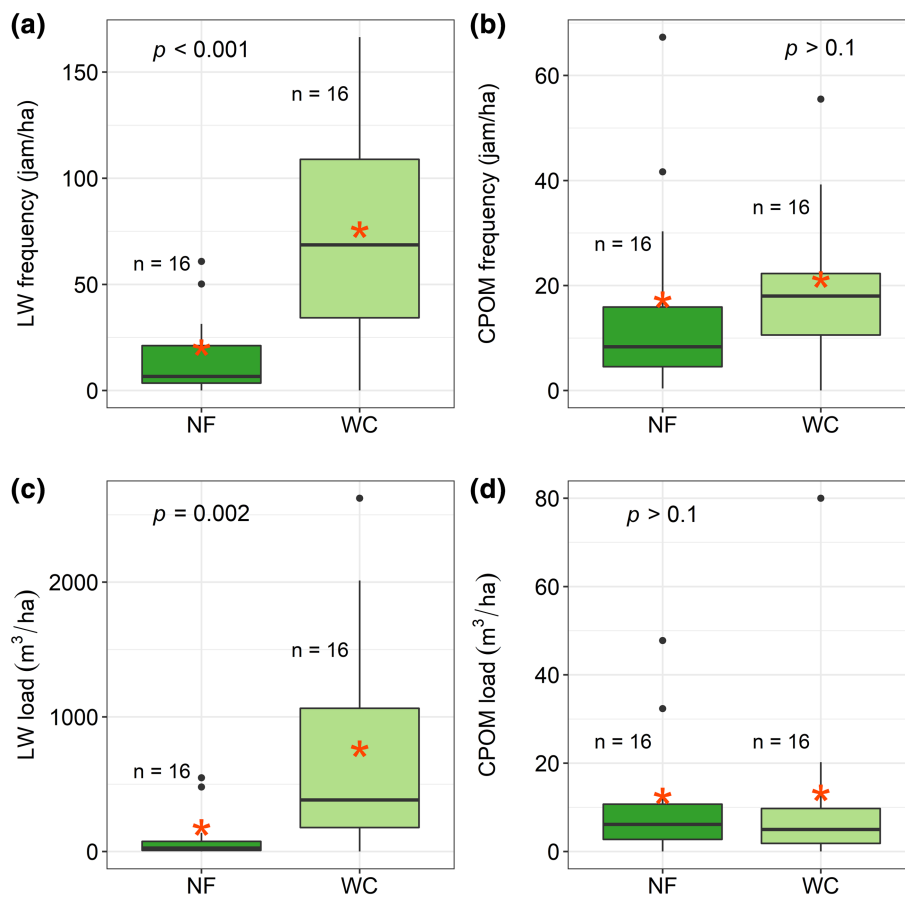 (a)
p < 0.001
n = 16
n = 16
150
100
50
0
LW frequency (jam/ha)
NF WC
(b)
p > 0.1
n = 16
n = 16
60
40
20
0
CPOM frequency (jam/ha)
NF WC
(c)
p = 0.002
n = 16
n = 16
2000
1000
0
LW load (m³/ha)
NF WC
(d)
p > 0.1
n = 16
n = 16
80
60
40
20
0
CPOM load (m³/ha)
NF WC